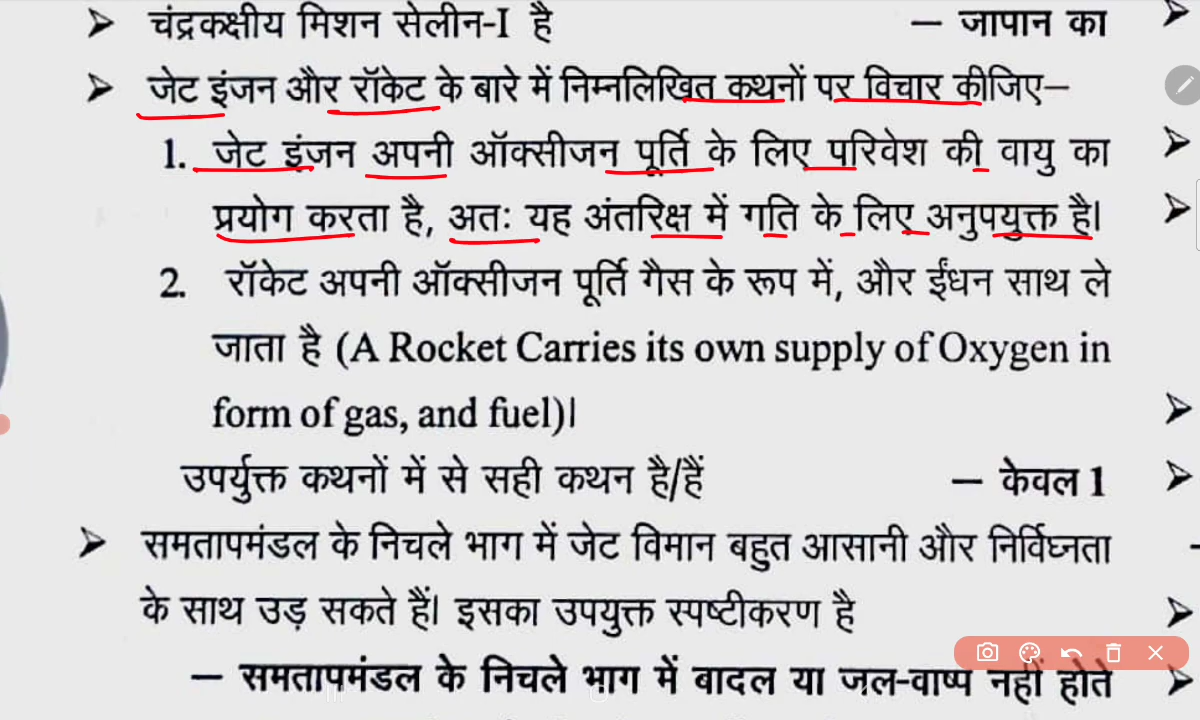 ➤ चंद्रकक्षीय मिशन सेलीन-I है — जापान का
➤ जेट इंजन और रॉकेट के बारे में निम्नलिखित कथनों पर विचार कीजिए—
1. जेट इंजन अपनी ऑक्सीजन पूर्ति के लिए परिवेश की वायु का
प्रयोग करता है, अतः यह अंतरिक्ष में गति के लिए अनुपयुक्त है।
2. रॉकेट अपनी ऑक्सीजन पूर्ति गैस के रूप में, और ईंधन साथ ले
जाता है (A Rocket Carries its own supply of Oxygen in
form of gas, and fuel)।
उपर्युक्त कथनों में से सही कथन है/हैं — केवल 1
➤ समतापमंडल के निचले भाग में जेट विमान बहुत आसानी और निर्विघ्नता
के साथ उड़ सकते हैं। इसका उपयुक्त स्पष्टीकरण है
— समतापमंडल के निचले भाग में बादल या जल-वाष्प नहीं होते